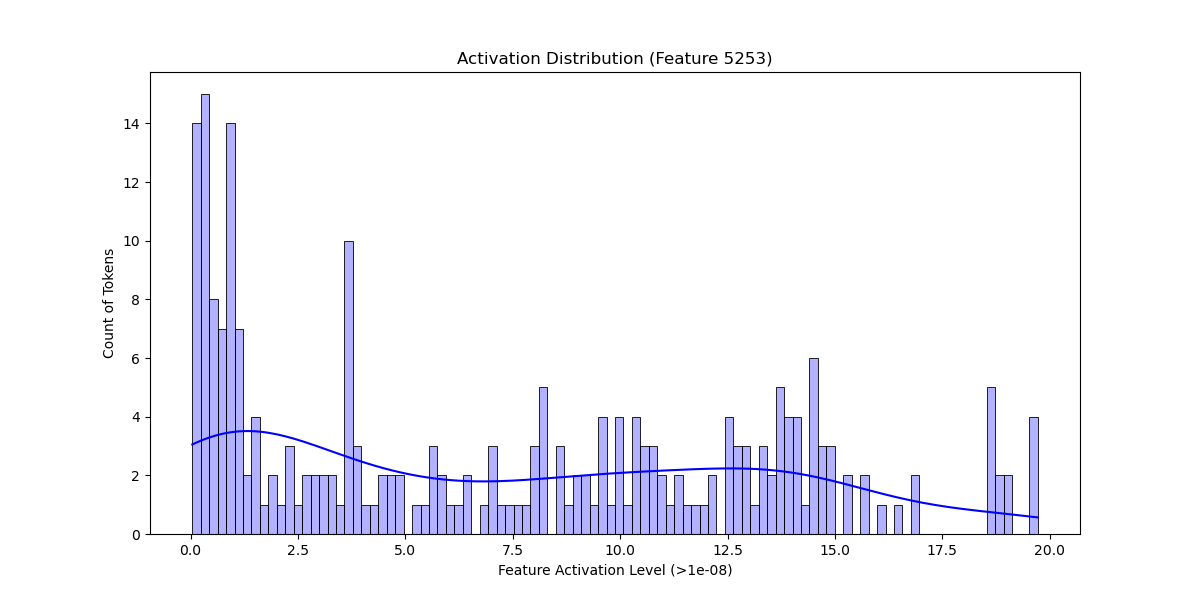 Activation Distribution (Feature 5253)
Count of Tokens
14
12
10
8
6
4
2
0
0.0 2.5 5.0 7.5 10.0 12.5 15.0 17.5 20.0
Feature Activation Level (>1e-08)